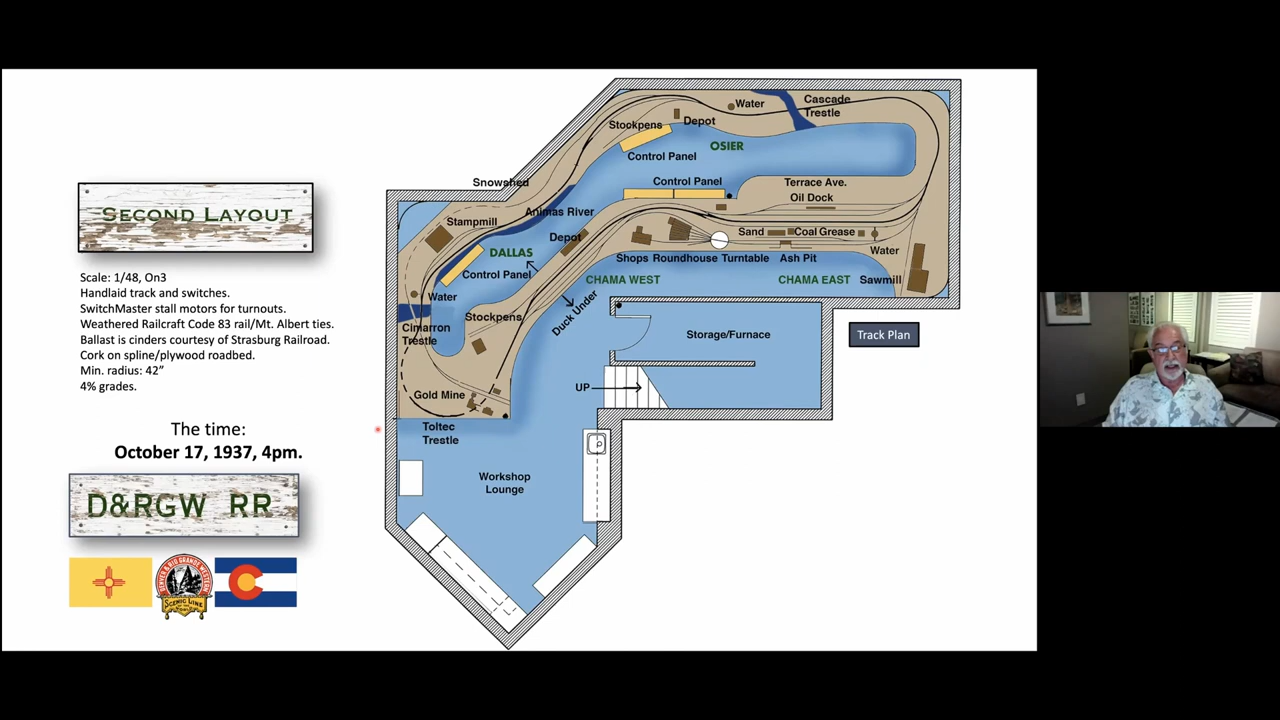 SECOND LAYOUT
Scale: 1/48, On3
Handlaid track and switches.
SwitchMaster stall motors for turnouts.
Weathered Railcraft Code 83 rail/Mt. Albert ties.
Ballast is cinders courtesy of Strasburg Railroad.
Cork on spline/plywood roadbed.
Min. radius: 42”
4% grades.
The time:
October 17, 1937, 4pm.
D&RGW RR
SCENIC LINE
Water
Cascade
Trestle
Stockpens
Depot
OSIER
Control Panel
Snowshed
Control Panel
Terrace Ave.
Oil Dock
Stampmill
Animas River
Depot
Sand
Coal
Grease
DALLAS
Water
Shops
Roundhouse
Turntable
Ash Pit
Control Panel
CHAMA WEST
CHAMA EAST
Sawmill
Water
Duck Under
Stockpens
Cimarron
Trestle
Storage/Furnace
Track Plan
UP
Gold Mine
Toltec
Trestle
Workshop
Lounge